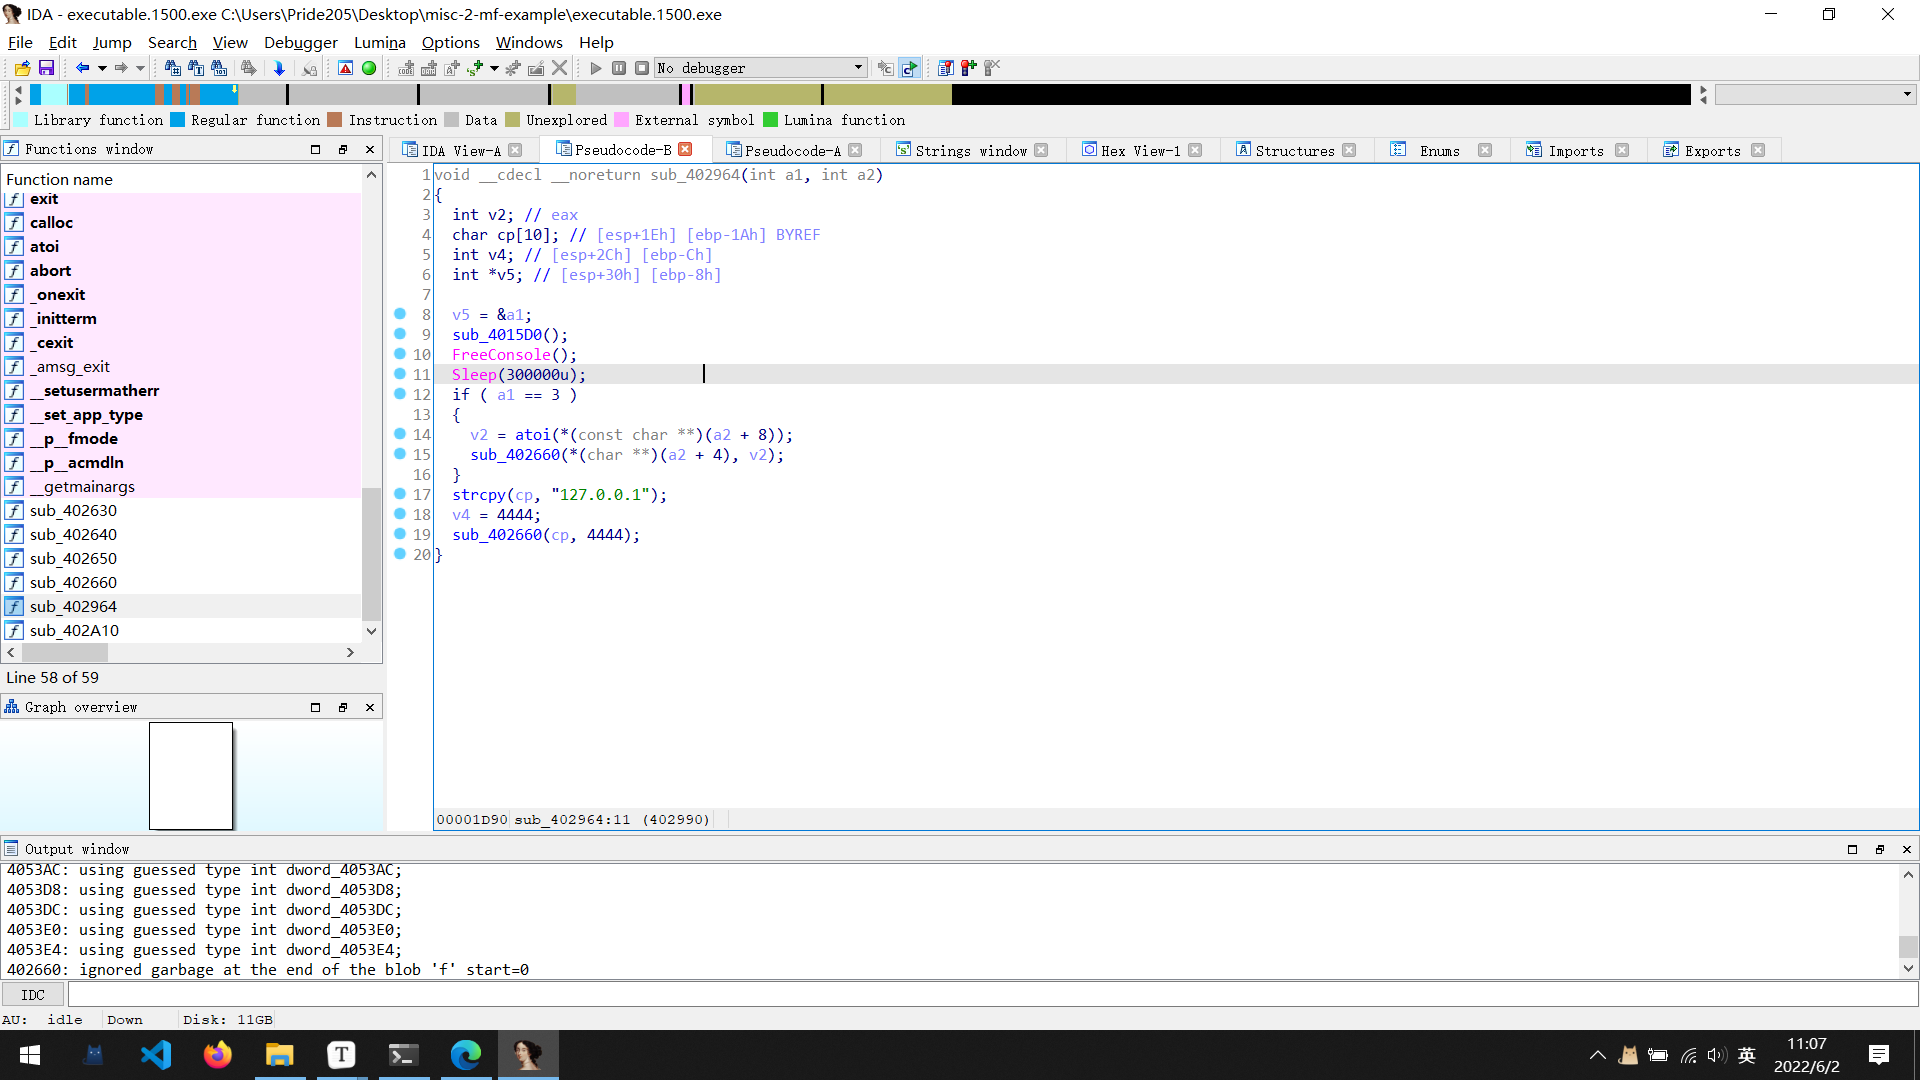 IDA - executable.1500.exe C:\Users\Pride205\Desktop\misc-2-mf-example\executable.1500.exe
File Edit Jump Search View Debugger Lumina Options Windows Help
No debugger
Library function Regular function Instruction Data Unexplored External symbol Lumina function
Functions window
IDA View-A Pseudocode-B Pseudocode-A Strings window Hex View-1 Structures Enums Imports Exports
Function name
exit
calloc
atoi
abort
_onexit
_initterm
_cexit
_amsg_exit
__setusermatherr
__set_app_type
__p__fmode
__p__acmdln
__getmainargs
sub_402630
sub_402640
sub_402650
sub_402660
sub_402964
sub_402A10
Line 58 of 59
Graph overview
1 void __cdecl __noreturn sub_402964(int a1, int a2)
2 {
3 int v2; // eax
4 char cp[10]; // [esp+1Eh] [ebp-1Ah] BYREF
5 int v4; // [esp+2Ch] [ebp-Ch]
6 int *v5; // [esp+30h] [ebp-8h]
7
8 v5 = &a1;
9 sub_4015D0();
10 FreeConsole();
11 Sleep(300000u);
12 if ( a1 == 3 )
13 {
14 v2 = atoi(*(const char **)(a2 + 8));
15 sub_402660(*(char **)(a2 + 4), v2);
16 }
17 strcpy(cp, "127.0.0.1");
18 v4 = 4444;
19 sub_402660(cp, 4444);
20 }
00001D90 sub_402964:11 (402990)
Output window
4053AC: using guessed type int dword_4053AC;
4053D8: using guessed type int dword_4053D8;
4053DC: using guessed type int dword_4053DC;
4053E0: using guessed type int dword_4053E0;
4053E4: using guessed type int dword_4053E4;
402660: ignored garbage at the end of the blob 'f' start=0
IDC
AU: idle Down Disk: 11GB
T
英
11:07
2022/6/2